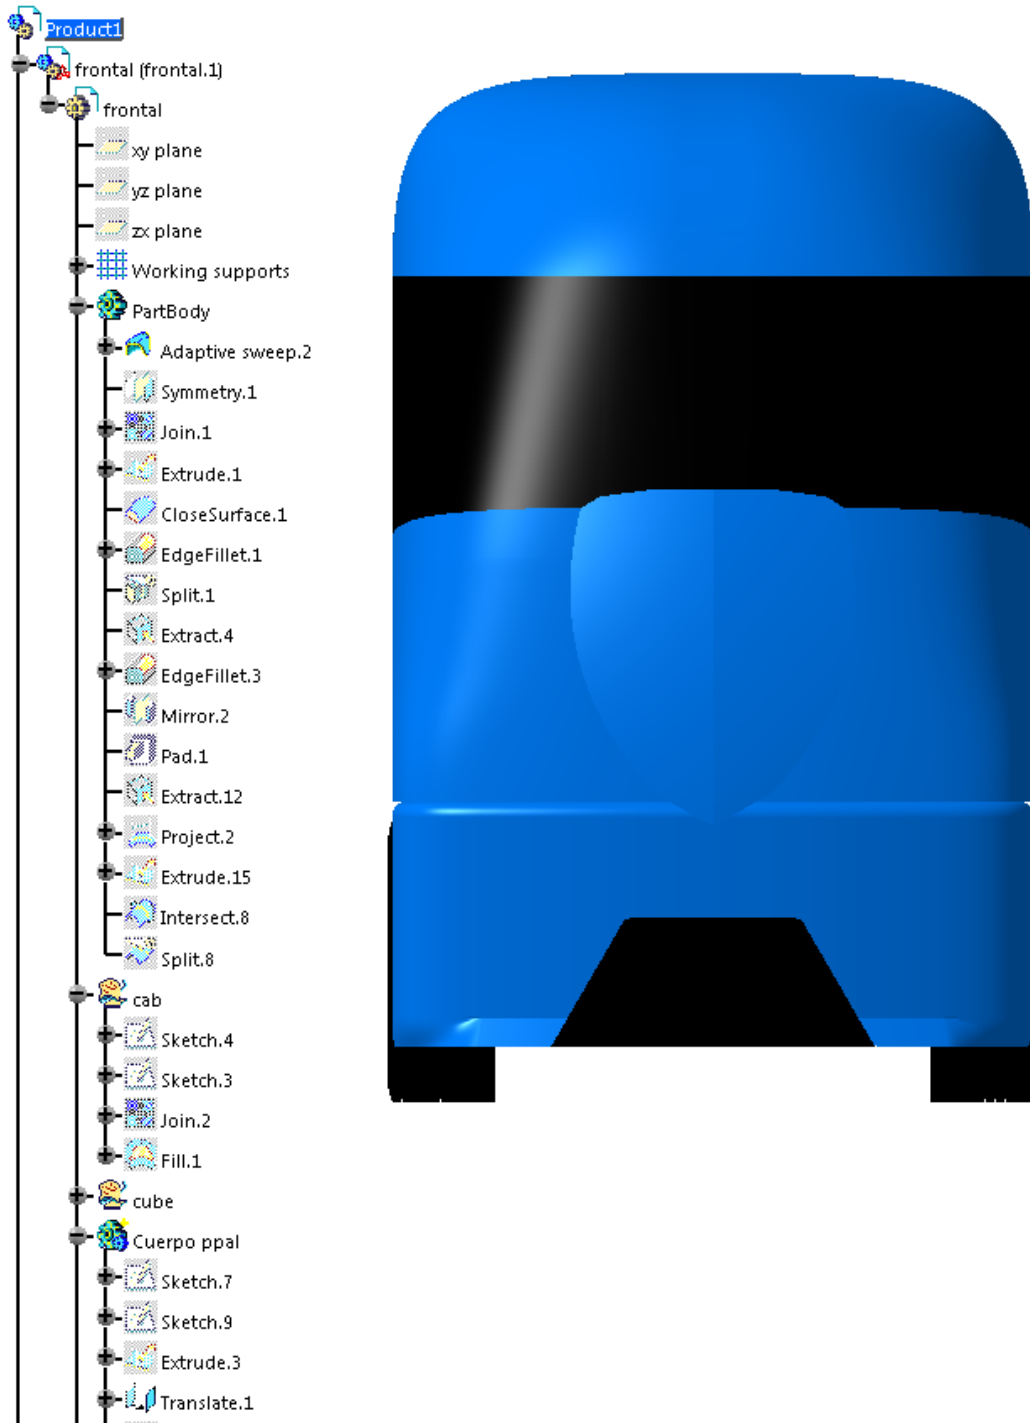 Product1
frontal (frontal.1)
frontal
xy plane
yz plane
zx plane
Working supports
PartBody
Adaptive sweep.2
Symmetry.1
Join.1
Extrude.1
CloseSurface.1
EdgeFillet.1
Split.1
Extract.4
EdgeFillet.3
Mirror.2
Pad.1
Extract.12
Project.2
Extrude.15
Intersect.8
Split.8
cab
Sketch.4
Sketch.3
Join.2
Fill.1
cube
Cuerpo ppal
Sketch.7
Sketch.9
Extrude.3
Translate.1